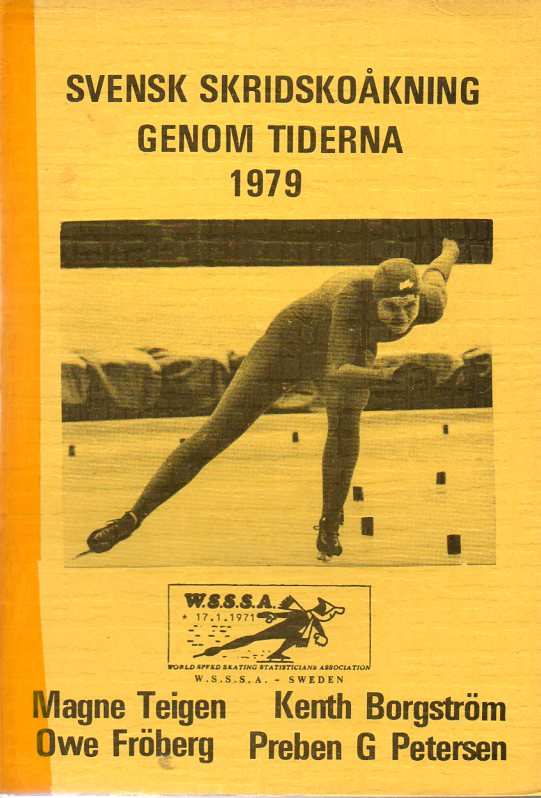 SVENSK SKRIDSKOÅKNING
GENOM TIDERNA
1979
W.S.S.S.A.
* 17.1.1971
WORLD SPEED SKATING STATISTICIANS ASSOCIATION
W.S.S.S.A. - SWEDEN
Magne Teigen Kenth Borgström
Owe Fröberg Preben G Petersen